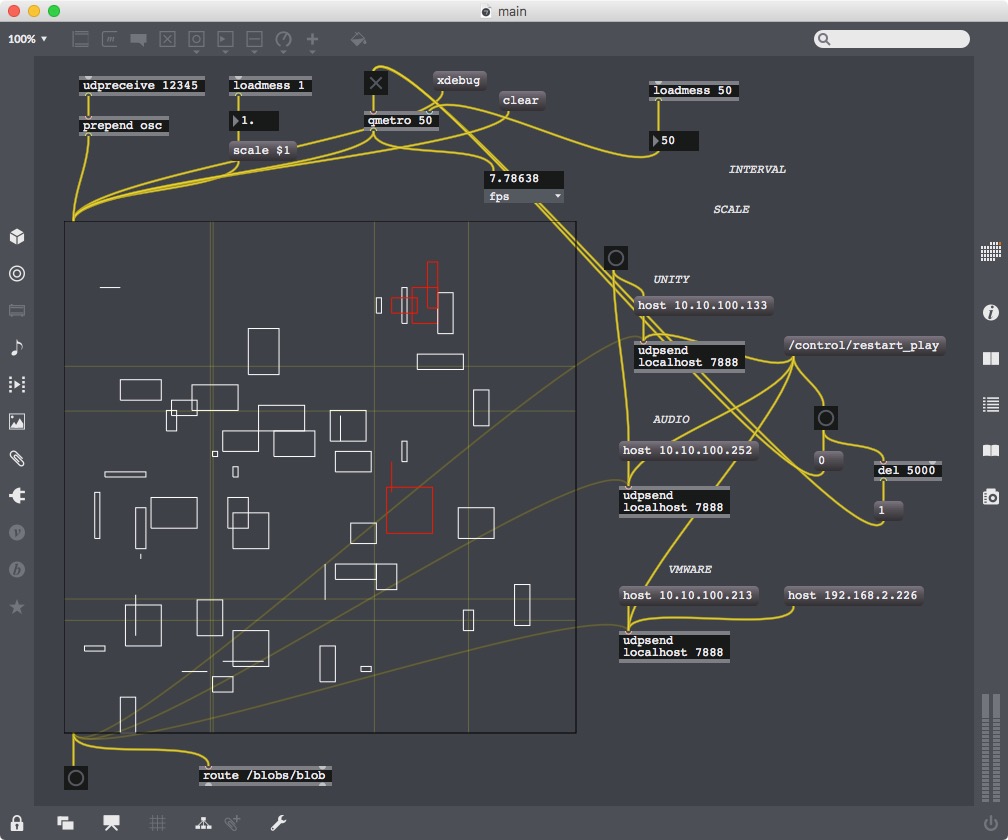 main
100%
udpreceive 12345
loadmess 1
xdebug
clear
loadmess 50
prepend osc
1.
qmetro 50
50
scale $1
7.78638
fps
INTERVAL
SCALE
UNITY
host 10.10.100.133
udpsend
localhost 7888
/control/restart_play
AUDIO
host 10.10.100.252
0
del 5000
udpsend
localhost 7888
1
VMWARE
host 10.10.100.213
host 192.168.2.226
udpsend
localhost 7888
route /blobs/blob